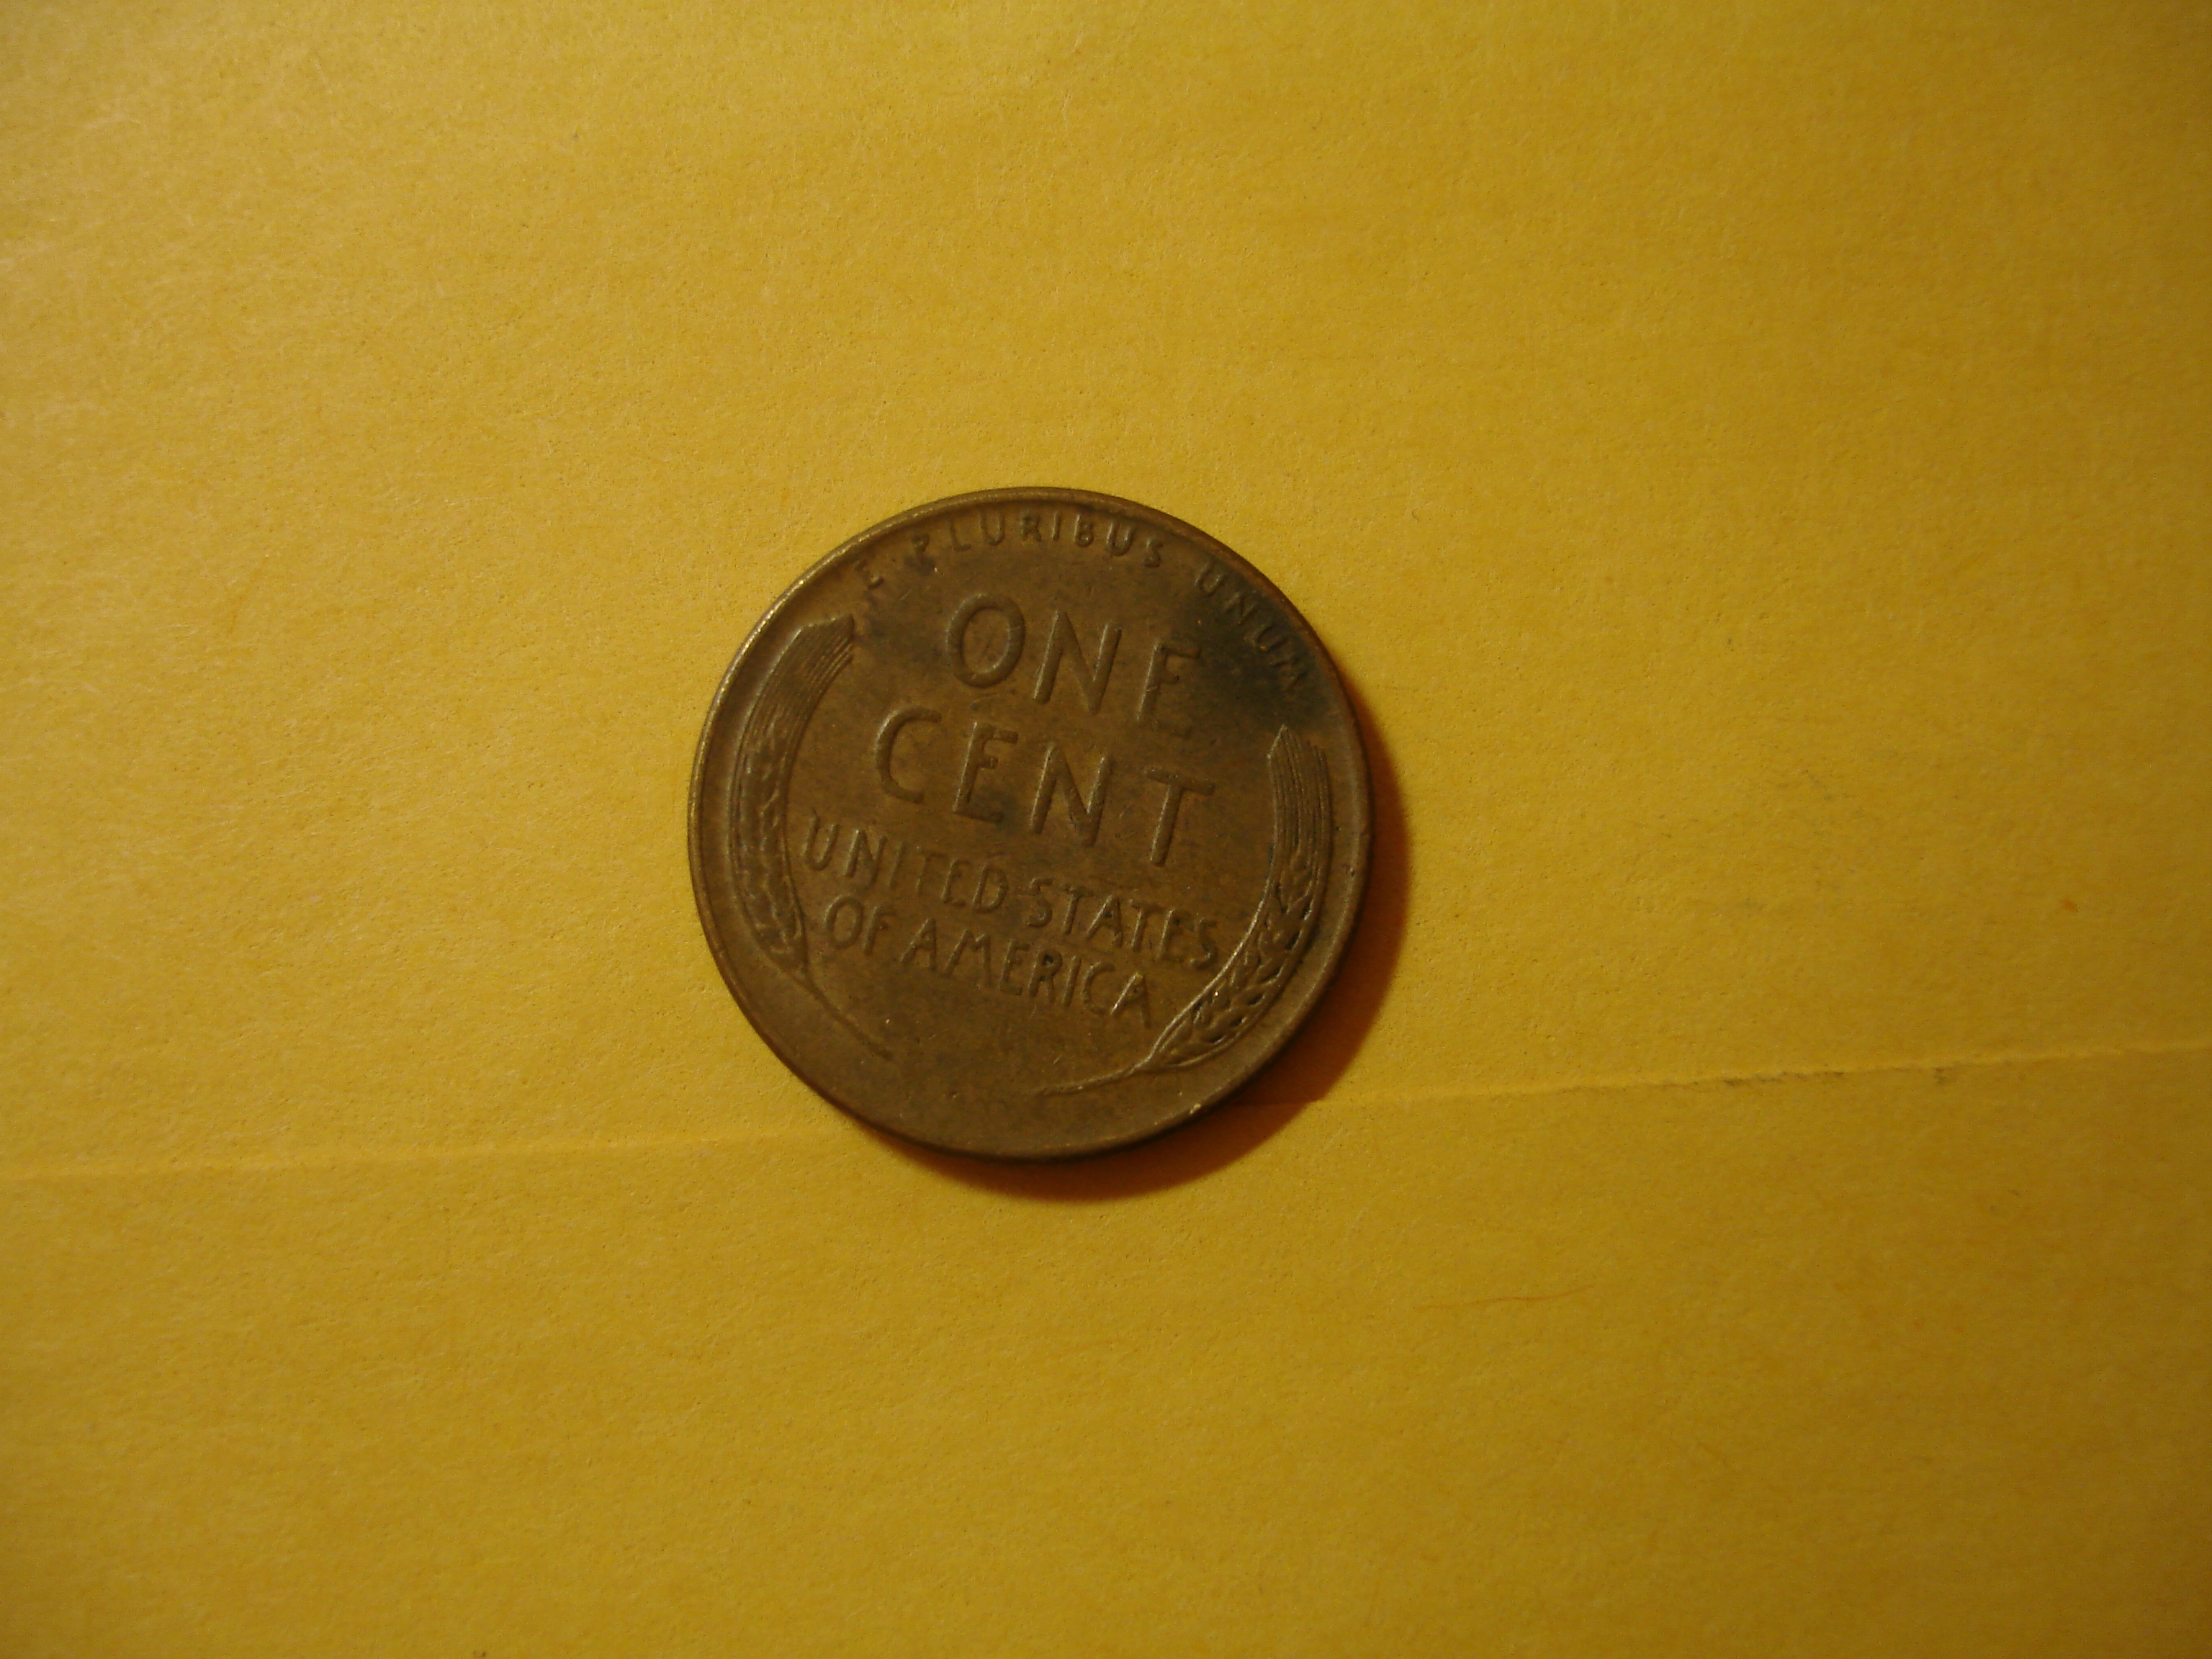 E PLURIBUS UNUM
ONE
CENT
UNITED STATES
OF AMERICA